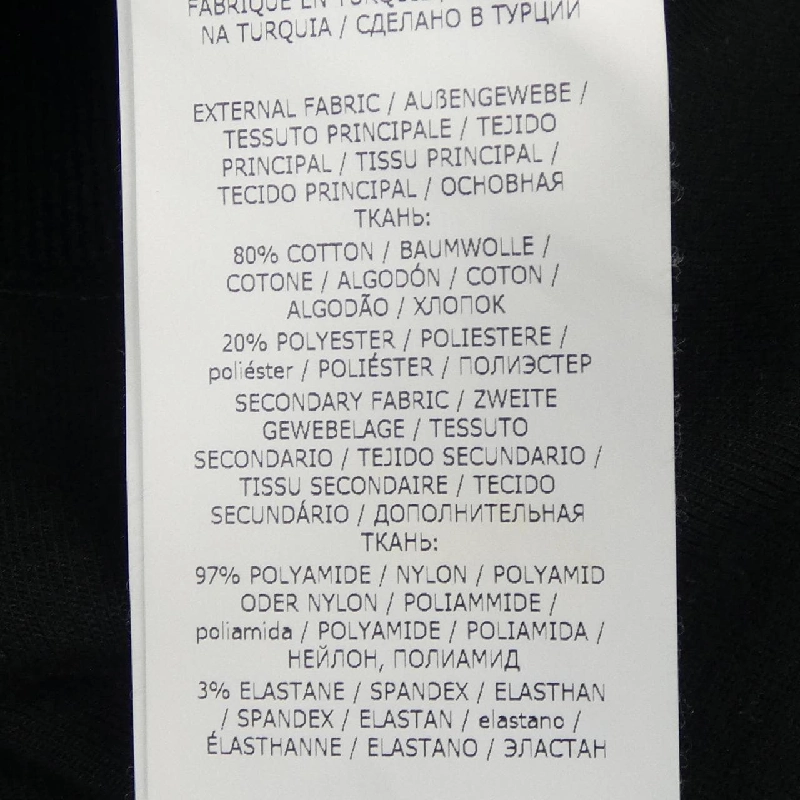 FABRIQUÉ EN TURQUIE /
NA TURQUIA / СДЕЛАНО В ТУРЦИИ
EXTERNAL FABRIC / AUßENGEWEBE /
TESSUTO PRINCIPALE / TEJIDO
PRINCIPAL / TISSU PRINCIPAL /
TECIDO PRINCIPAL / ОСНОВНАЯ
ТКАНЬ:
80% COTTON / BAUMWOLLE /
COTONE / ALGODÓN / COTON /
ALGODÃO / ХЛОПОК
20% POLYESTER / POLIESTERE /
poliéster / POLIÉSTER / ПОЛИЭСТЕР
SECONDARY FABRIC / ZWEITE
GEWEBELAGE / TESSUTO
SECONDARIO / TEJIDO SECUNDARIO /
TISSU SECONDAIRE / TECIDO
SECUNDÁRIO / ДОПОЛНИТЕЛЬНАЯ
ТКАНЬ:
97% POLYAMIDE / NYLON / POLYAMID
ODER NYLON / POLIAMMIDE /
poliamida / POLYAMIDE / POLIAMIDA /
НЕЙЛОН, ПОЛИАМИД
3% ELASTANE / SPANDEX / ELASTHAN
/ SPANDEX / ELASTAN / elastano /
ÉLASTHANNE / ELASTANO / ЭЛАСТАН